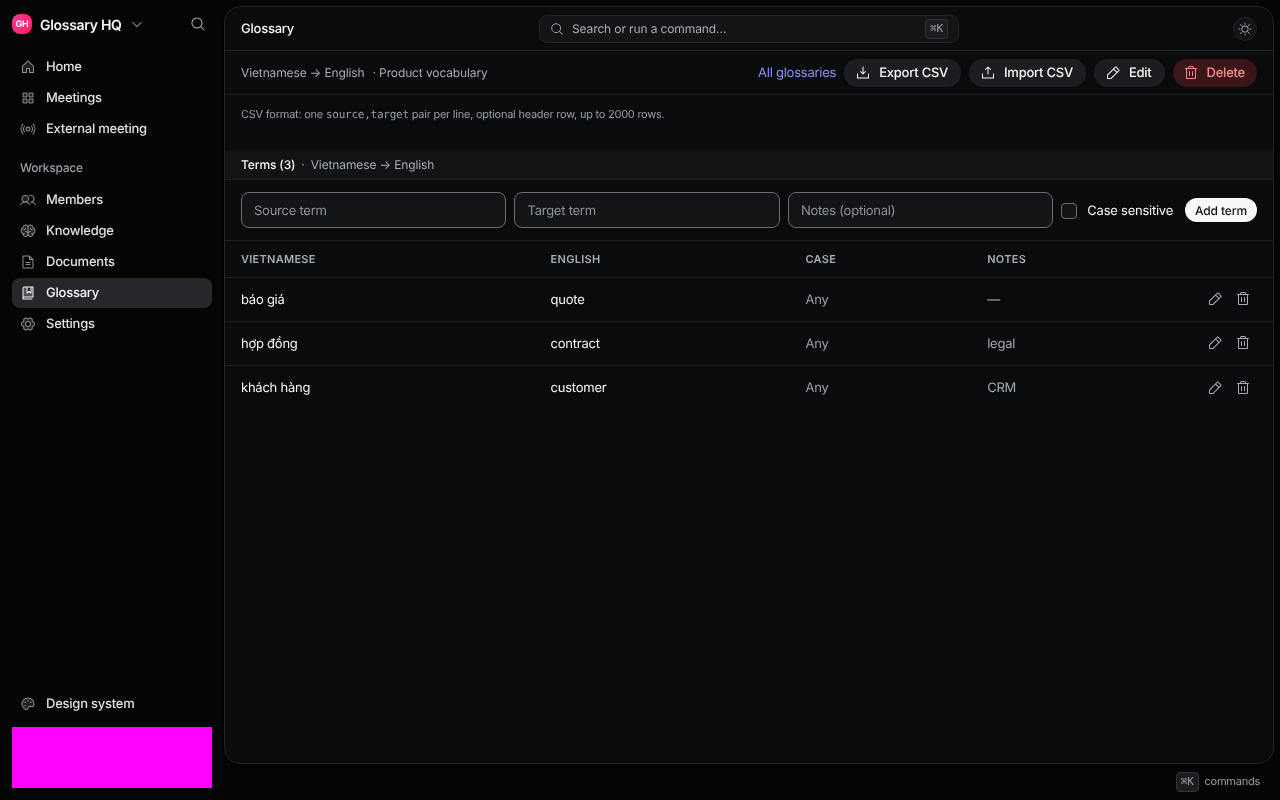 GH Glossary HQ
Home
Meetings
External meeting
Workspace
Members
Knowledge
Documents
Glossary
Settings
Design system
Glossary
Search or run a command... ⌘K
Vietnamese → English · Product vocabulary
All glossaries
Export CSV
Import CSV
Edit
Delete
CSV format: one source,target pair per line, optional header row, up to 2000 rows.
Terms (3) · Vietnamese → English
Source term
Target term
Notes (optional)
Case sensitive
Add term
VIETNAMESE ENGLISH CASE NOTES
báo giá quote Any —
hợp đồng contract Any legal
khách hàng customer Any CRM
⌘K commands